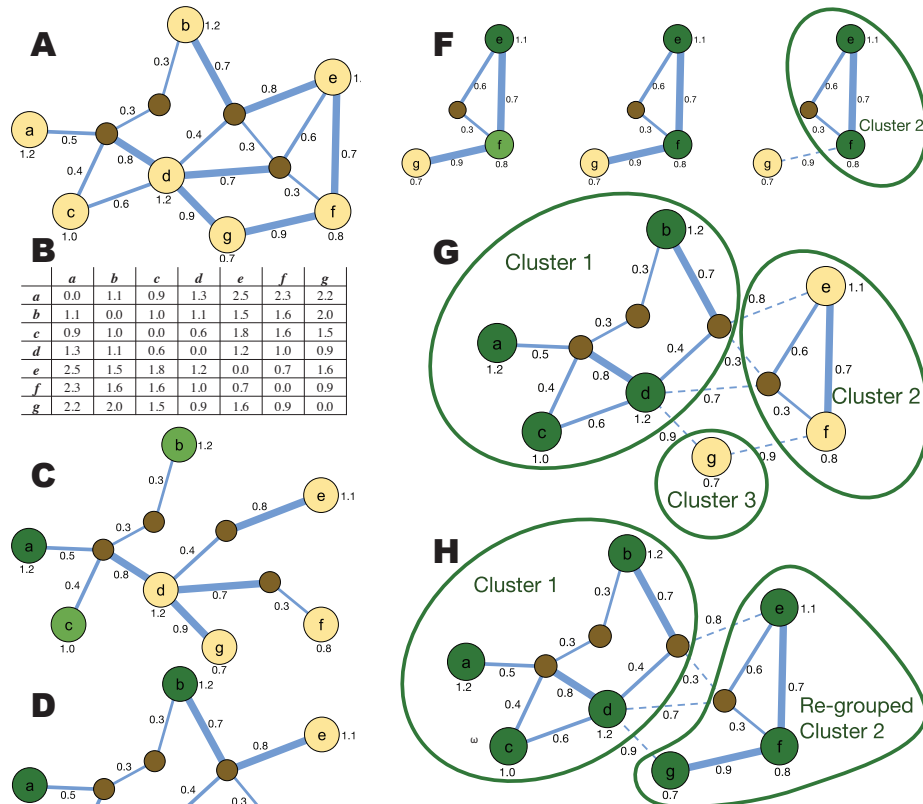 A
b
1.2
0.9
0.3
0.7
e
1.
0.8
0.3
a
0.5
1.2
0.4
0.6
0.8
0.3
0.7
0.4
d
0.7
0.3
1.2
0.6
c
1.0
0.9
g
0.9
f
0.8
0.7
B
a b c d e f g
a 0.0 1.1 0.9 1.3 2.5 2.3 2.2
b 1.1 0.0 1.0 1.1 1.5 1.6 2.0
c 0.9 1.0 0.0 0.6 1.8 1.6 1.5
d 1.3 1.1 0.6 0.0 1.2 1.0 0.9
e 2.5 1.5 1.8 1.2 0.0 0.7 1.6
f 2.3 1.6 1.6 1.0 0.7 0.0 0.9
g 2.2 2.0 1.5 0.9 1.6 0.9 0.0
C
b
1.2
0.3
e
1.1
0.8
0.3
a
0.5
1.2
0.4
0.4
0.8
d
0.7
1.2
0.3
c
1.0
0.9
g
0.7
f
0.8
D
b
1.2
0.3
0.7
e
1.1
0.8
0.3
a
0.5
0.4
0.3
F
e
1.1
0.6
0.7
0.3
f
0.8
g
0.9
0.7
e
1.1
0.6
0.7
0.3
f
0.8
g
0.9
0.7
e
1.1
0.6
0.7
0.3
Cluster 2
f
0.8
g
0.9
0.7
G
Cluster 1
b
1.2
0.3
0.7
e
1.1
0.8
0.3
a
0.5
1.2
0.4
0.3
0.6
0.7
0.4
0.8
d
0.7
0.3
Cluster 2
1.2
0.6
c
1.0
0.9
f
0.8
g
0.9
0.7
Cluster 3
H
Cluster 1
b
1.2
0.3
0.7
e
1.1
0.8
0.3
a
0.5
1.2
0.4
0.3
0.6
0.7
0.4
0.8
d
0.7
0.3
Re-grouped
Cluster 2
1.2
0.6
ω
c
1.0
0.9
f
0.8
g
0.9
0.7